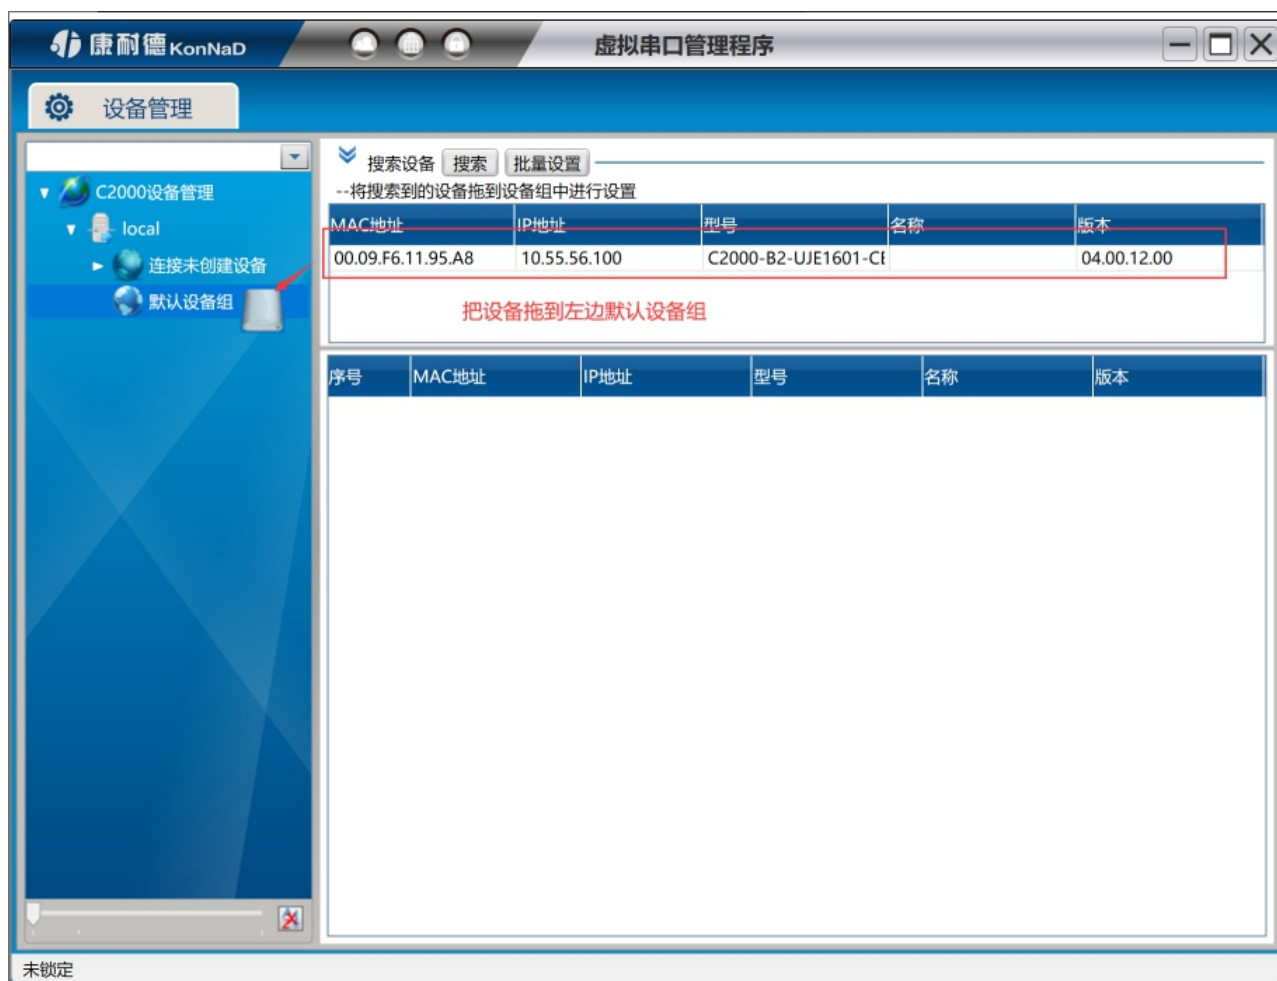 康耐德 KonNaD
虚拟串口管理程序
设备管理
搜索设备 搜索 批量设置
--将搜索到的设备拖到设备组中进行设置
C2000设备管理
local
连接未创建设备
默认设备组
MAC地址 IP地址 型号 名称 版本
00.09.F6.11.95.A8 10.55.56.100 C2000-B2-UJE1601-CE 04.00.12.00
把设备拖到左边默认设备组
序号 MAC地址 IP地址 型号 名称 版本
未锁定